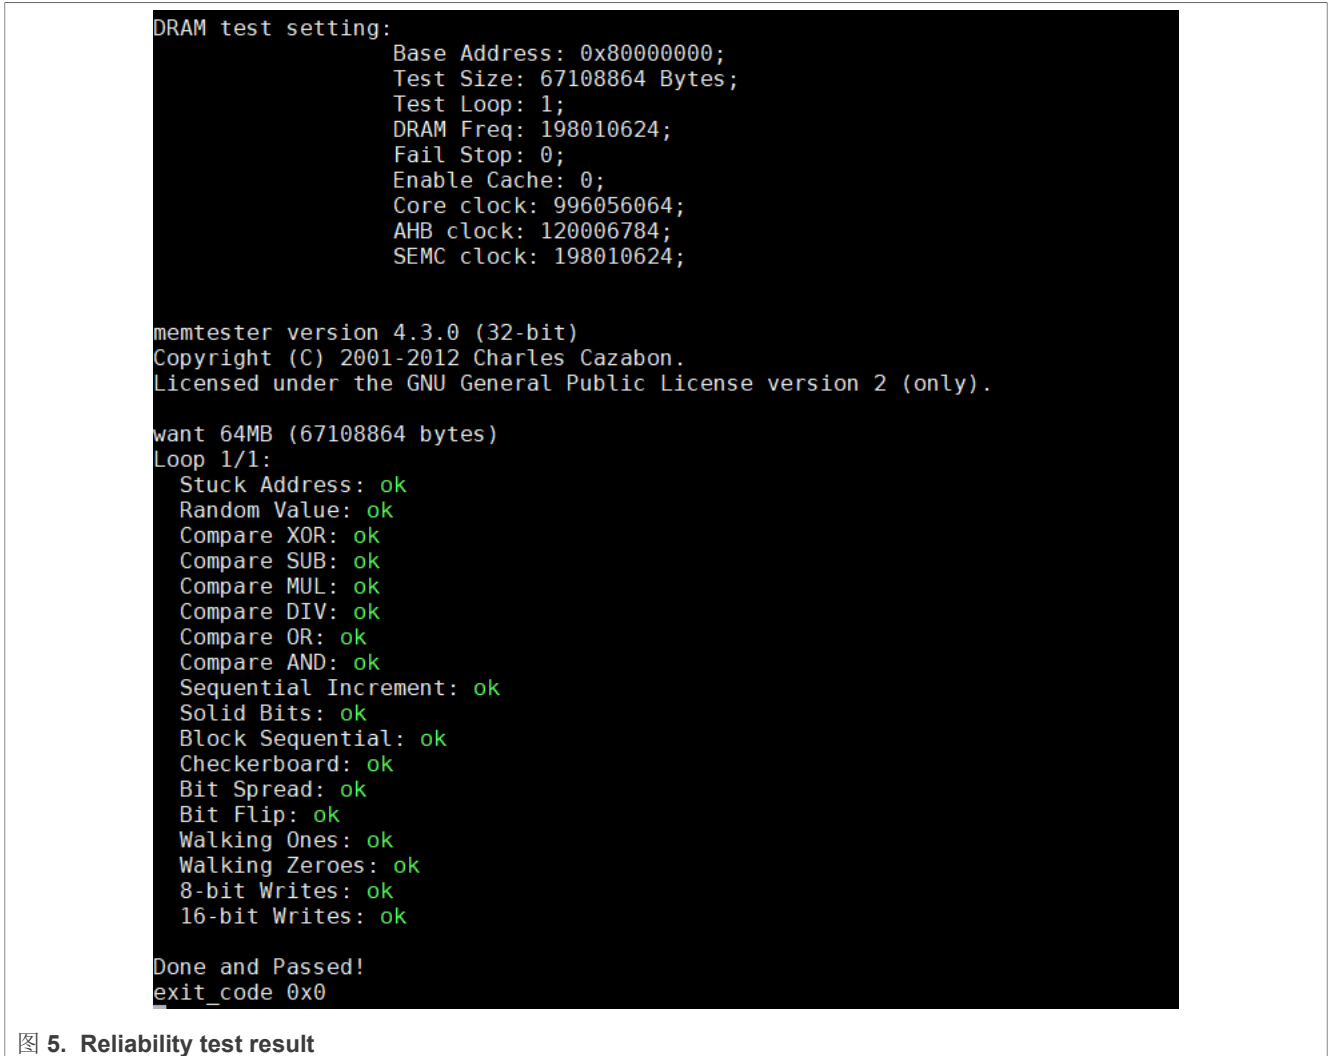 DRAM test setting:
Base Address: 0x80000000;
Test Size: 67108864 Bytes;
Test Loop: 1;
DRAM Freq: 198010624;
Fail Stop: 0;
Enable Cache: 0;
Core clock: 996056064;
AHB clock: 120006784;
SEMC clock: 198010624;
memtester version 4.3.0 (32-bit)
Copyright (C) 2001-2012 Charles Cazabon.
Licensed under the GNU General Public License version 2 (only).
want 64MB (67108864 bytes)
Loop 1/1:
Stuck Address: ok
Random Value: ok
Compare XOR: ok
Compare SUB: ok
Compare MUL: ok
Compare DIV: ok
Compare OR: ok
Compare AND: ok
Sequential Increment: ok
Solid Bits: ok
Block Sequential: ok
Checkerboard: ok
Bit Spread: ok
Bit Flip: ok
Walking Ones: ok
Walking Zeroes: ok
8-bit Writes: ok
16-bit Writes: ok
Done and Passed!
exit_code 0x0
图 5. Reliability test result